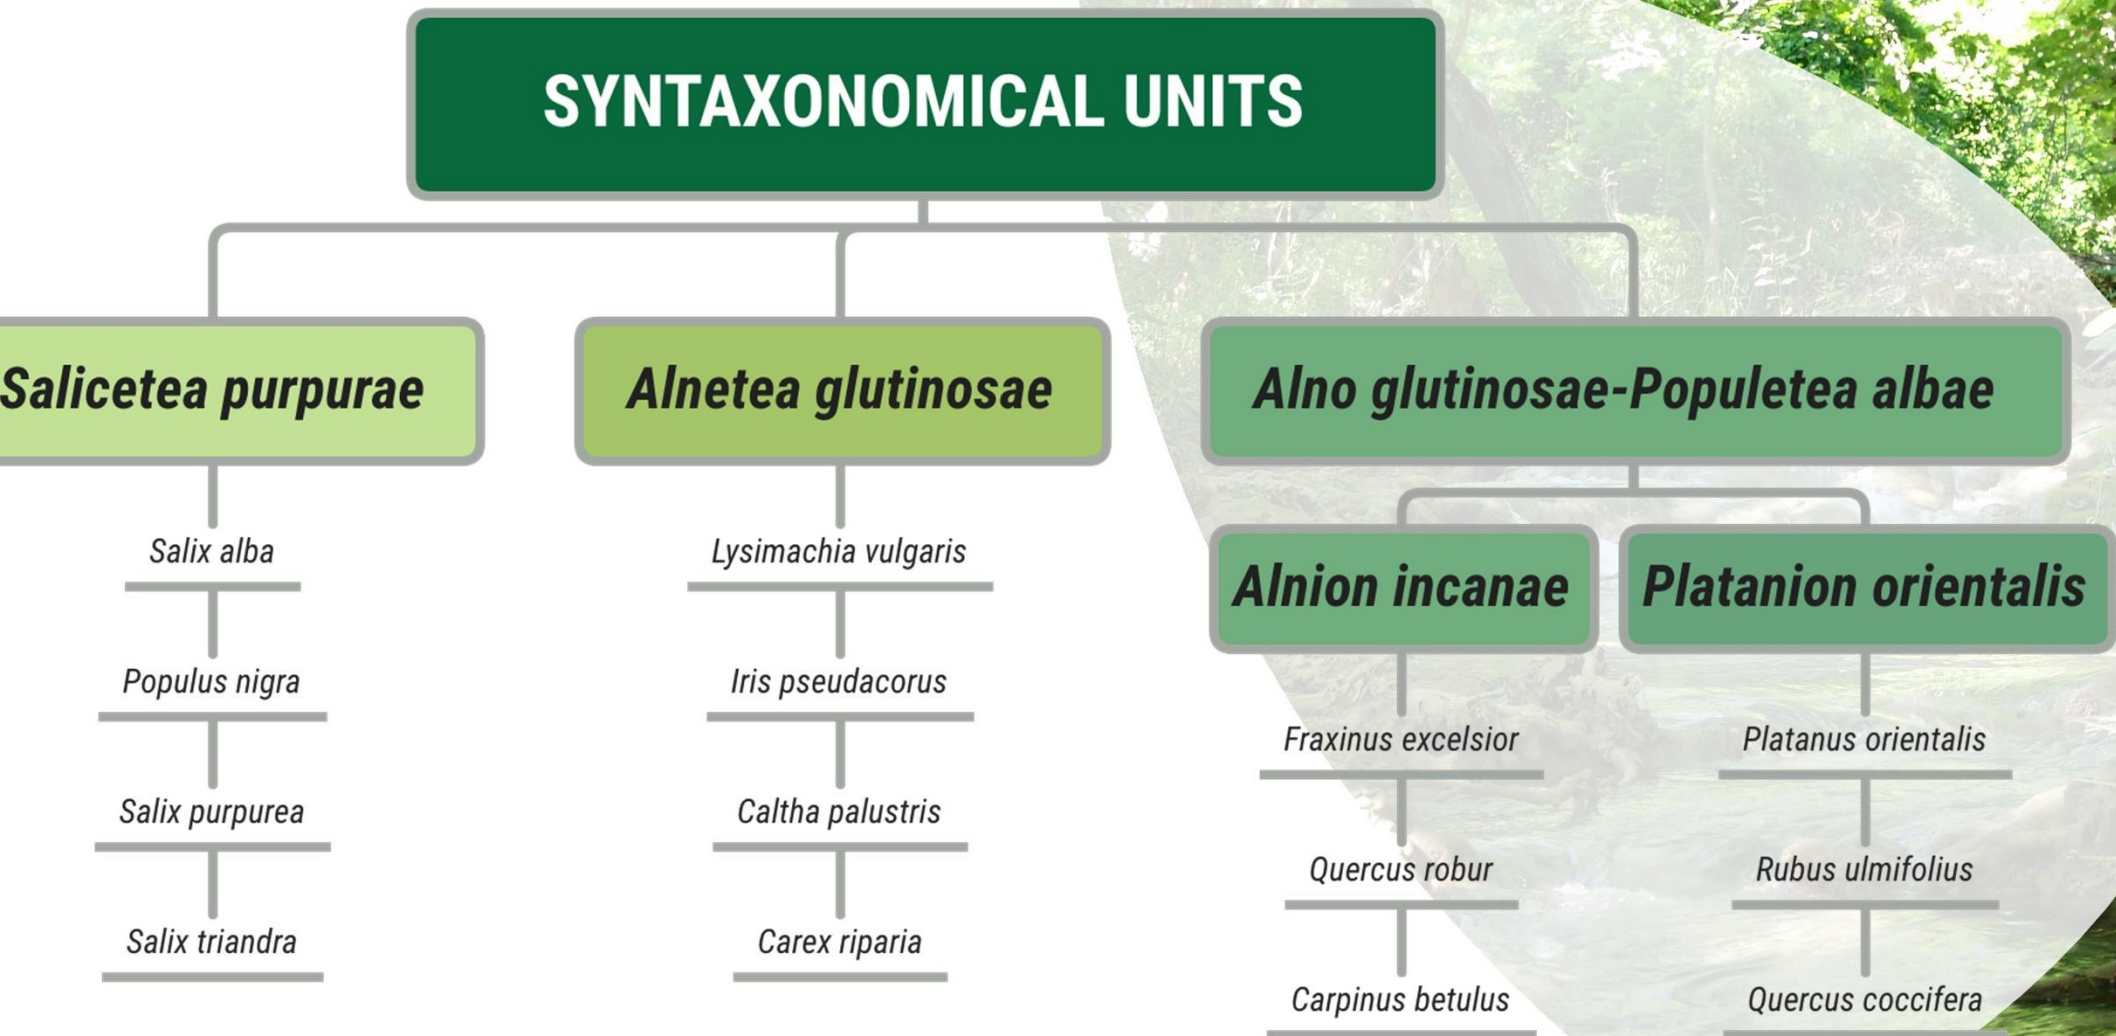 SYNTAXONOMICAL UNITS
Salicetea purpurae
Alnetea glutinosae
Alno glutinosae-Populetea albae
Salix alba
Populus nigra
Salix purpurea
Salix triandra
Lysimachia vulgaris
Iris pseudacorus
Caltha palustris
Carex riparia
Alnion incanae
Platanion orientalis
Fraxinus excelsior
Quercus robur
Carpinus betulus
Platanus orientalis
Rubus ulmifolius
Quercus coccifera